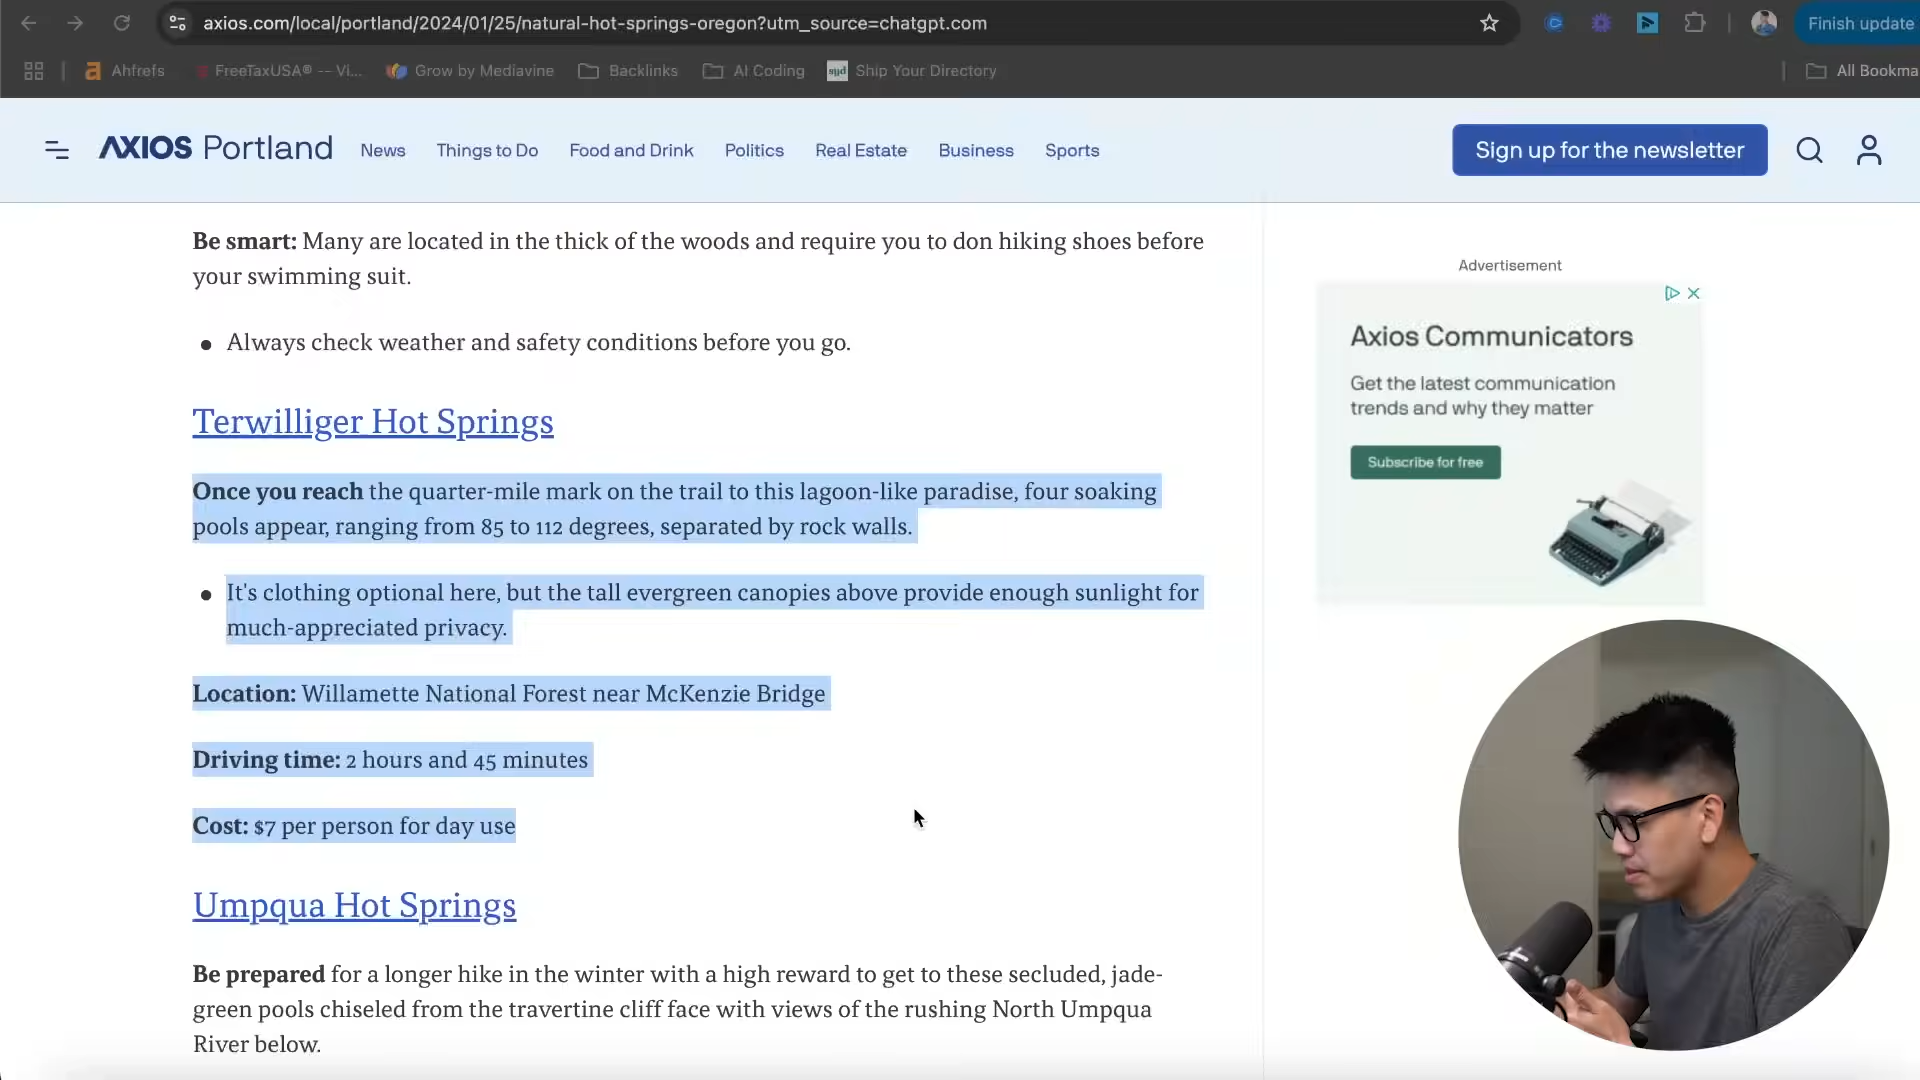 axios.com/local/portland/2024/01/25/natural-hot-springs-oregon?utm_source=chatgpt.com
Finish update
Ahrefs
FreeTaxUSA® -- Vi...
Grow by Mediavine
Backlinks
AI Coding
Ship Your Directory
All Bookma
AXIOS Portland
News
Things to Do
Food and Drink
Politics
Real Estate
Business
Sports
Sign up for the newsletter
Be smart: Many are located in the thick of the woods and require you to don hiking shoes before
your swimming suit.
• Always check weather and safety conditions before you go.
Terwilliger Hot Springs
Once you reach the quarter-mile mark on the trail to this lagoon-like paradise, four soaking
pools appear, ranging from 85 to 112 degrees, separated by rock walls.
• It's clothing optional here, but the tall evergreen canopies above provide enough sunlight for
much-appreciated privacy.
Location: Willamette National Forest near McKenzie Bridge
Driving time: 2 hours and 45 minutes
Cost: $7 per person for day use
Umpqua Hot Springs
Be prepared for a longer hike in the winter with a high reward to get to these secluded, jade-
green pools chiseled from the travertine cliff face with views of the rushing North Umpqua
River below.
Advertisement
Axios Communicators
Get the latest communication
trends and why they matter
Subscribe for free